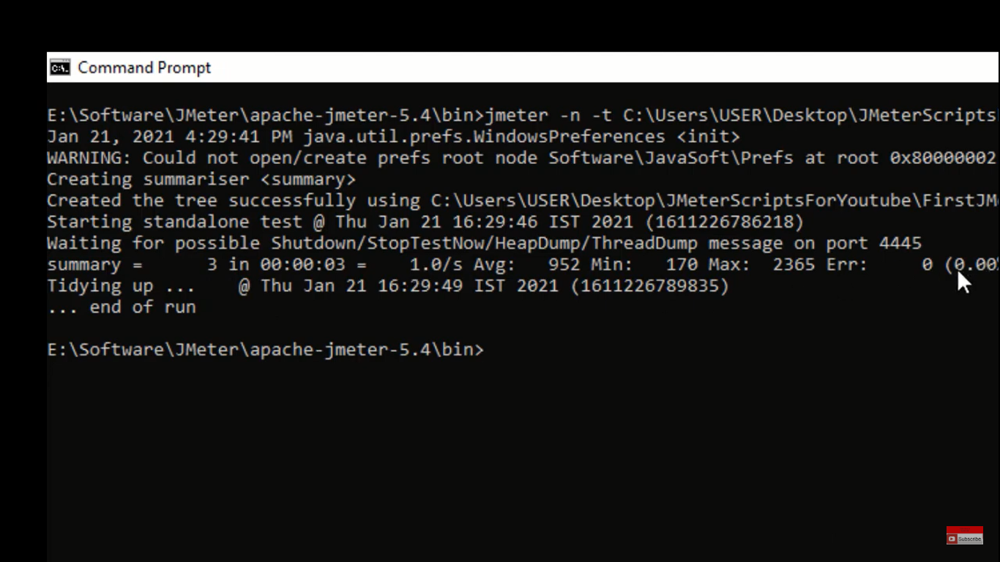 Command Prompt
E:\Software\JMeter\apache-jmeter-5.4\bin>jmeter -n -t C:\Users\USER\Desktop\JMeterScripts
Jan 21, 2021 4:29:41 PM java.util.prefs.WindowsPreferences <init>
WARNING: Could not open/create prefs root node Software\JavaSoft\Prefs at root 0x80000002
Creating summariser <summary>
Created the tree successfully using C:\Users\USER\Desktop\JMeterScriptsForYoutube\FirstJM
Starting standalone test @ Thu Jan 21 16:29:46 IST 2021 (1611226786218)
Waiting for possible Shutdown/StopTestNow/HeapDump/ThreadDump message on port 4445
summary =      3 in 00:00:03 =    1.0/s Avg:   952 Min:   170 Max:  2365 Err:     0 (0.00%
Tidying up ...    @ Thu Jan 21 16:29:49 IST 2021 (1611226789835)
... end of run
E:\Software\JMeter\apache-jmeter-5.4\bin>
Subscribe